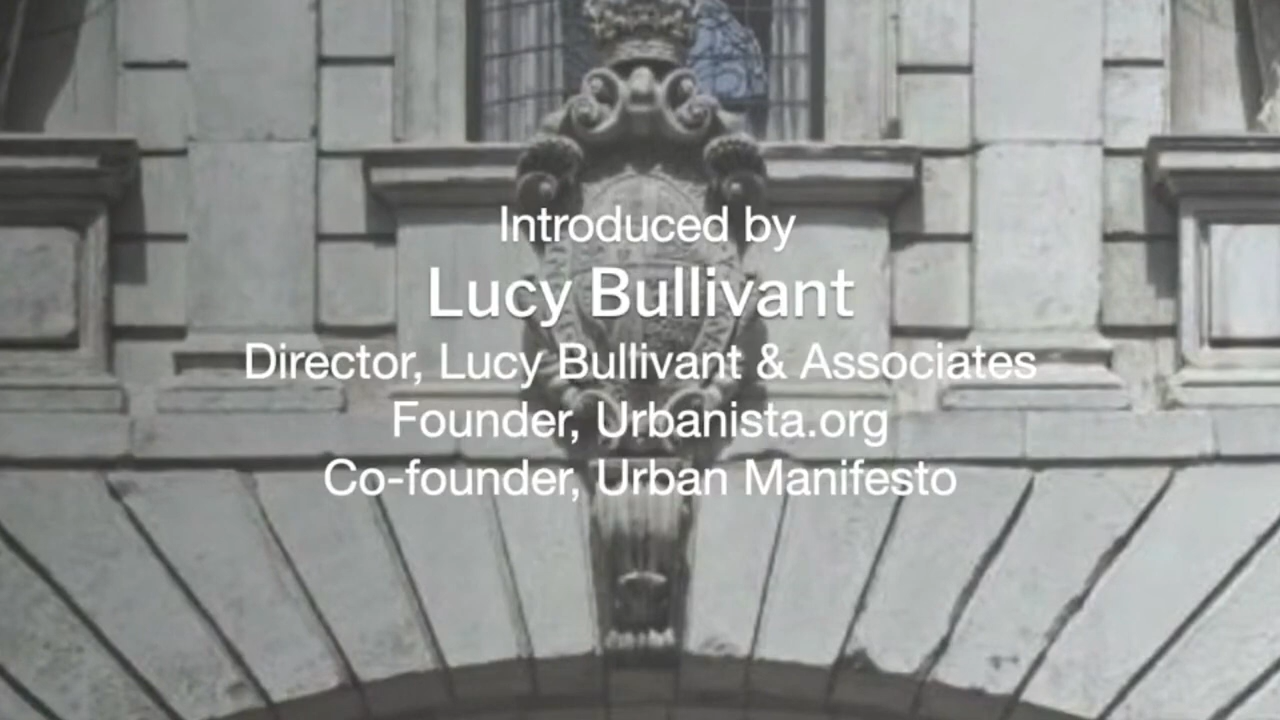 Introduced by
Lucy Bullivant
Director, Lucy Bullivant & Associates
Founder, Urbanista.org
Co-founder, Urban Manifesto